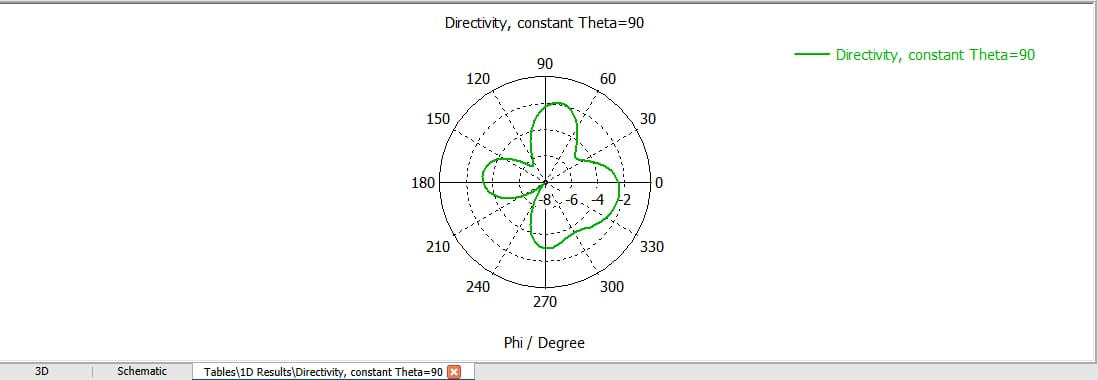 Directivity, constant Theta=90
Directivity, constant Theta=90
90
120 60
150 30
180 0
-8 -6 -4 -2
210 330
240 300
270
Phi / Degree
3D Schematic Tables\1D Results\Directivity, constant Theta=90